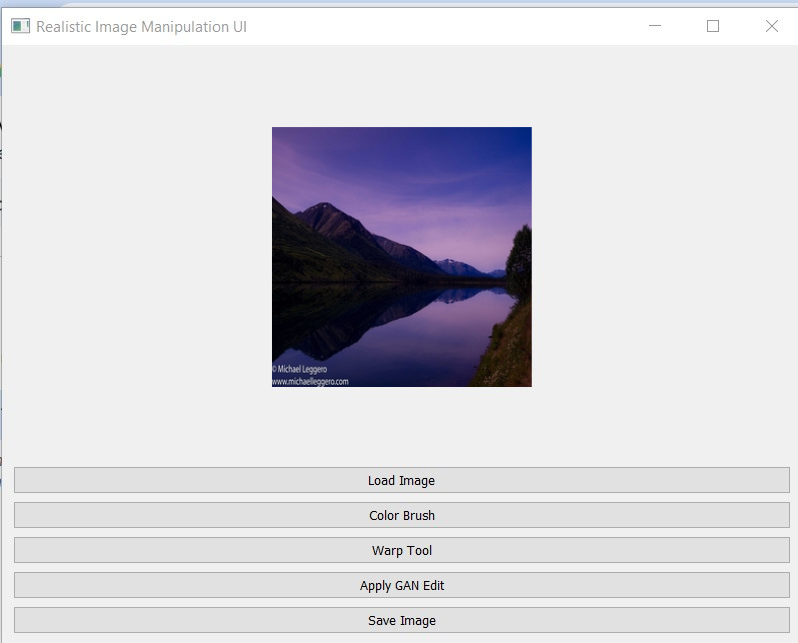 Realistic Image Manipulation UI
© Michael Leggero
www.michaelleggero.com
Load Image
Color Brush
Warp Tool
Apply GAN Edit
Save Image